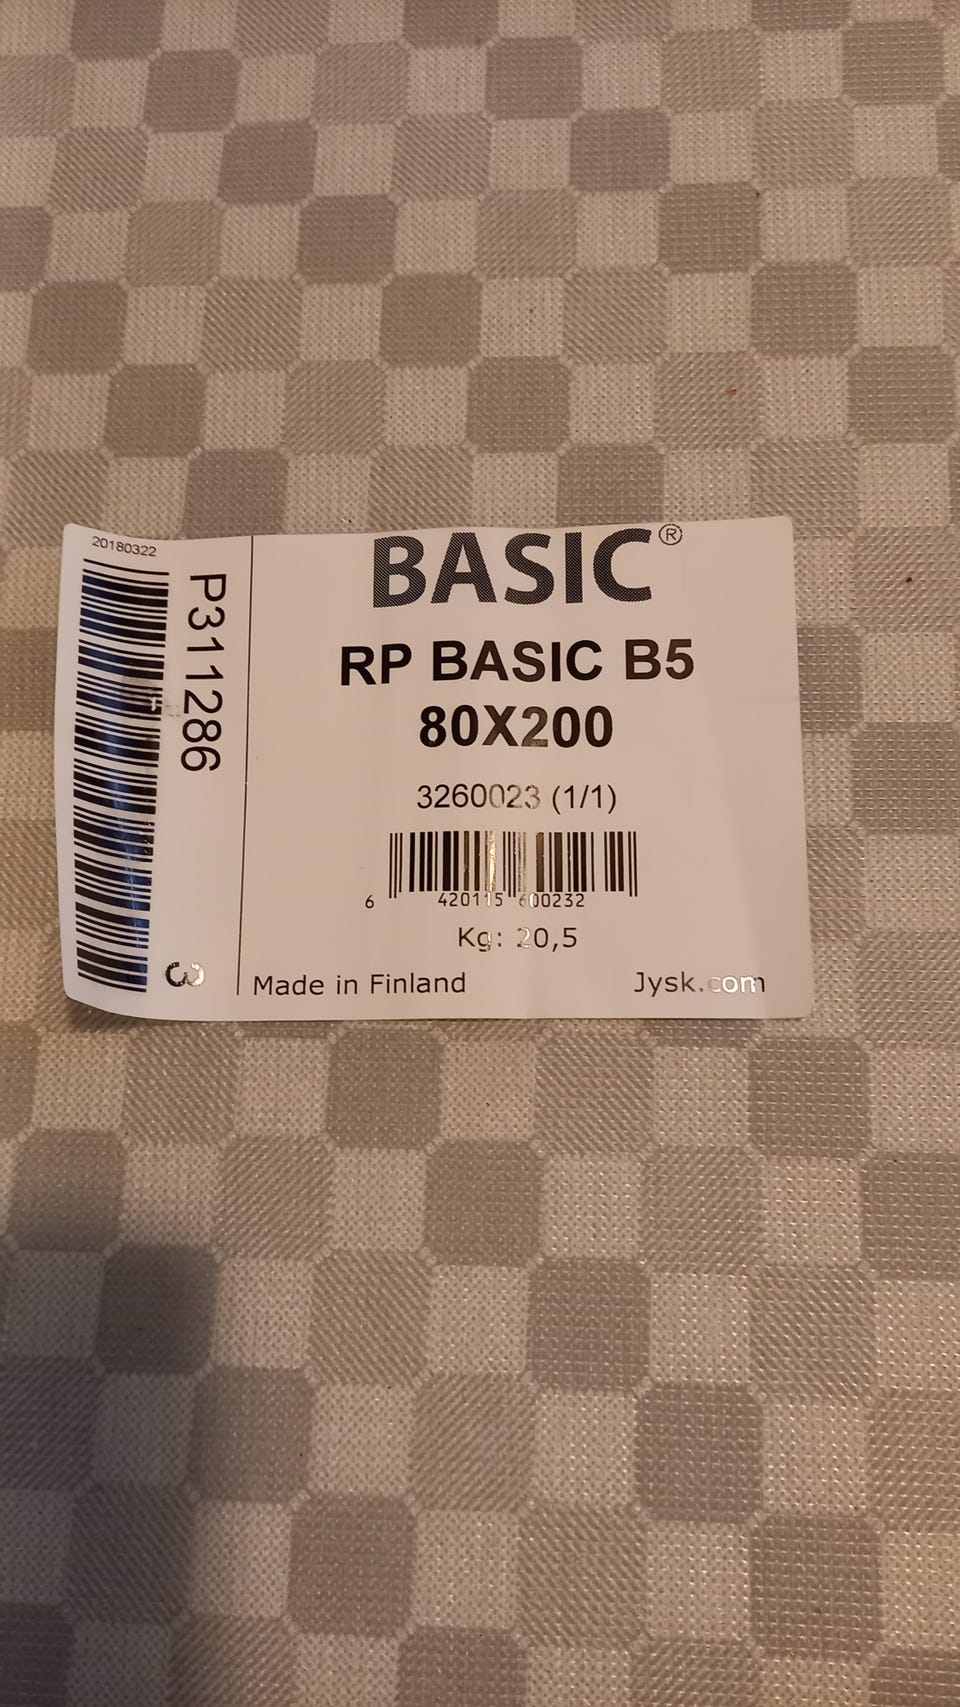 20180322
P311286
3
BASIC®
RP BASIC B5
80X200
3260023 (1/1)
6 420115 600232
Kg: 20,5
Made in Finland
Jysk.com